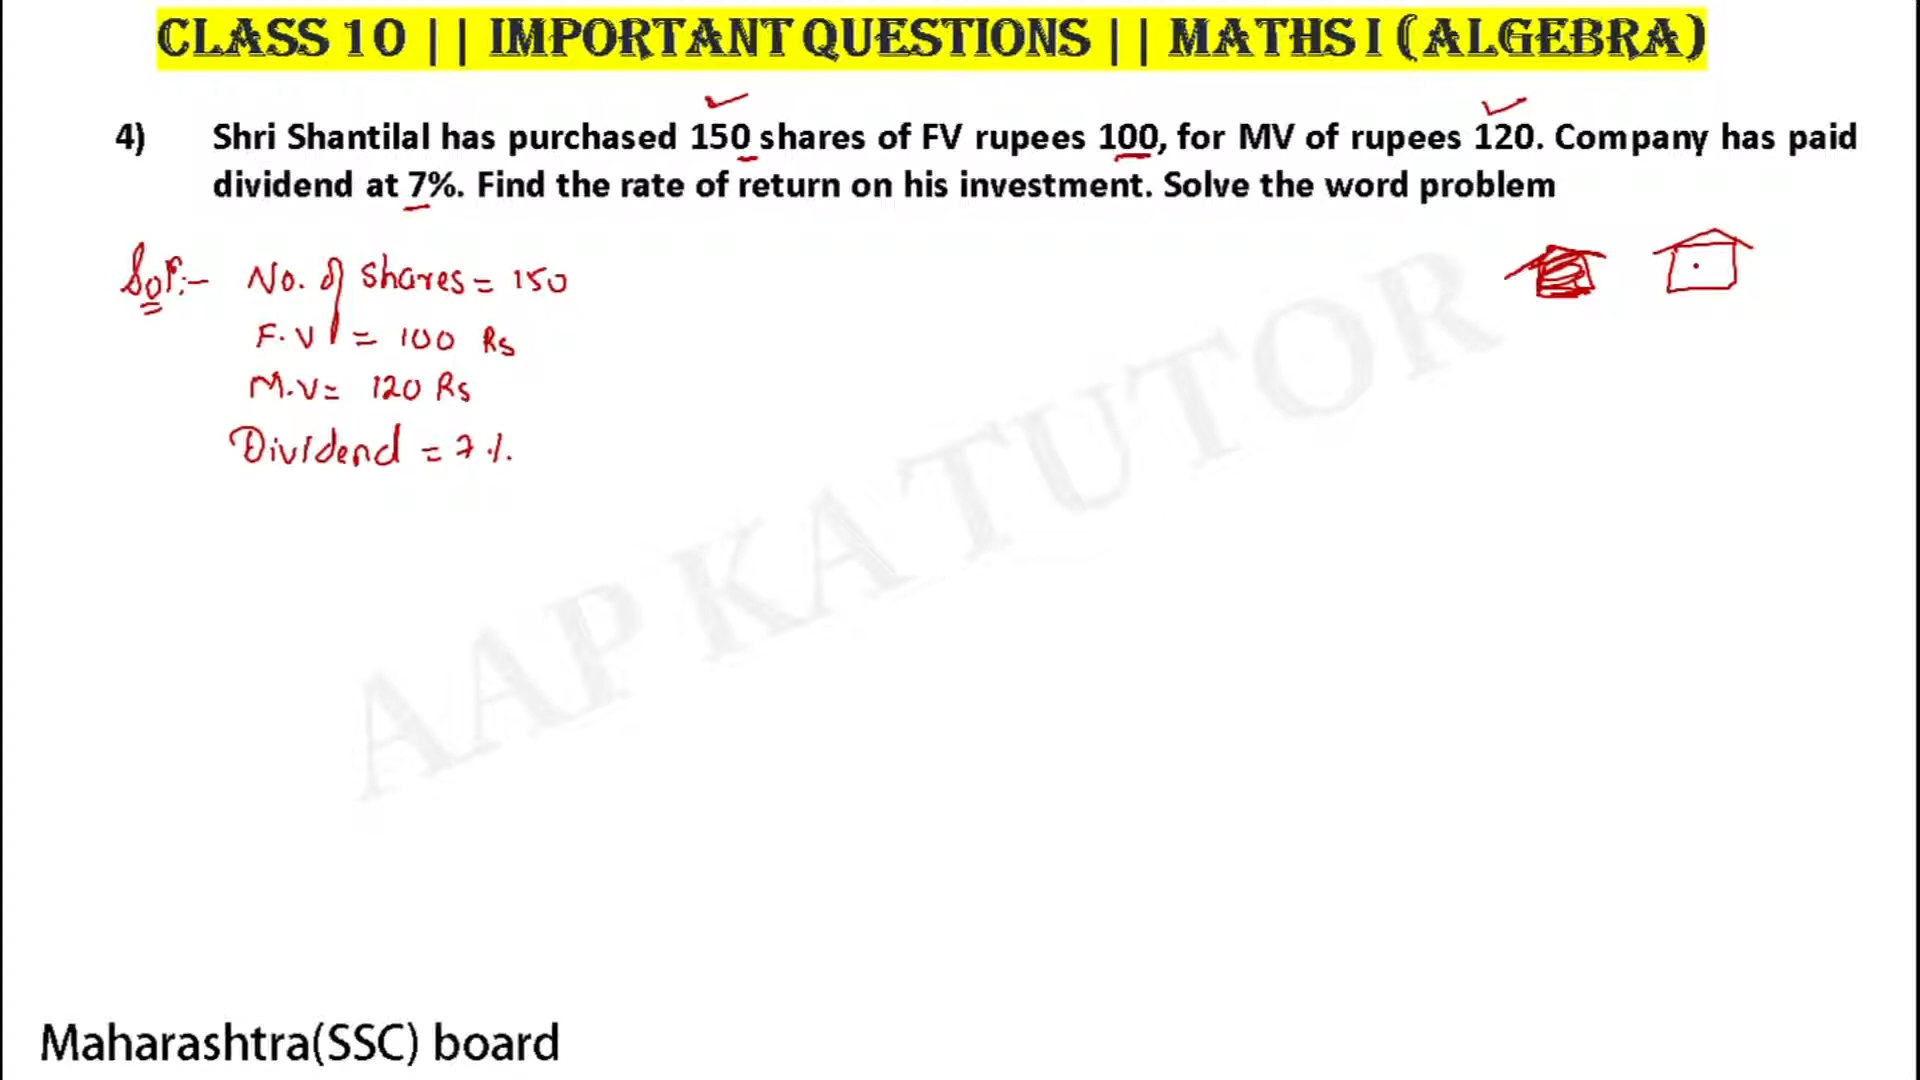 CLASS 10 || IMPORTANT QUESTIONS || MATHS I (ALGEBRA)
4) Shri Shantilal has purchased 150 shares of FV rupees 100, for MV of rupees 120. Company has paid
dividend at 7%. Find the rate of return on his investment. Solve the word problem
Sol:- No. of shares = 150
F.V = 100 Rs
M.V = 120 Rs
Dividend = 7%.
AAP KA TUTOR
Maharashtra(SSC) board